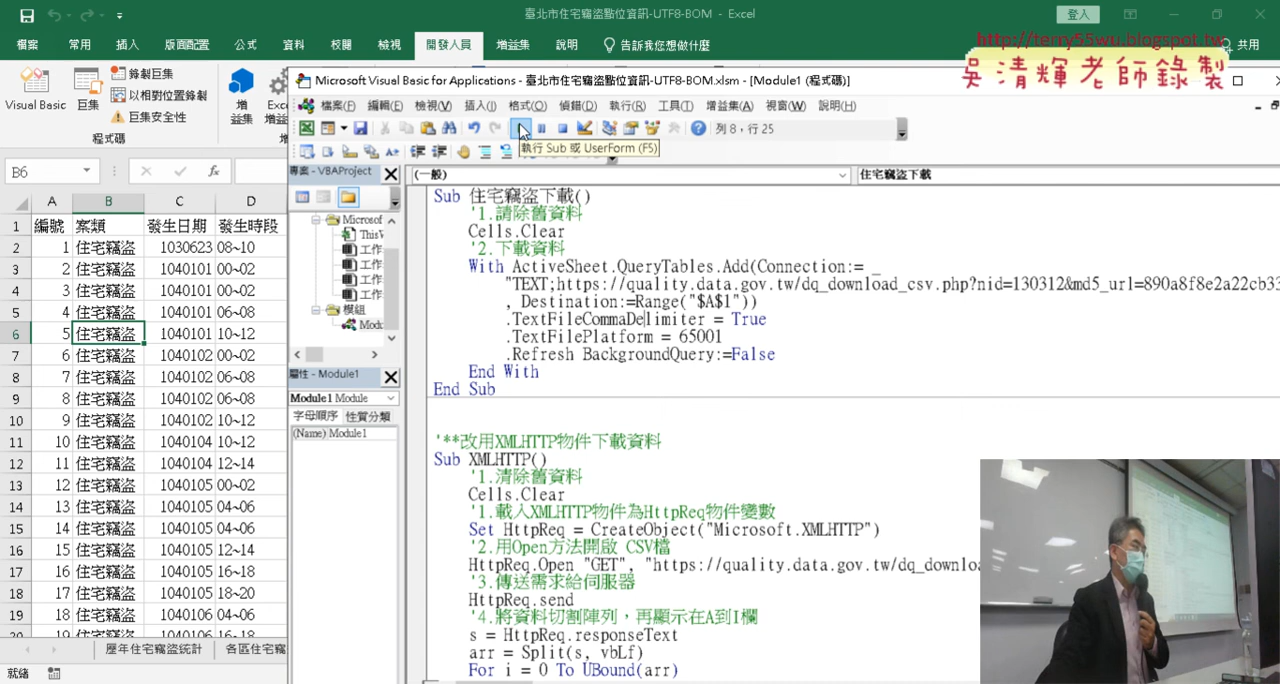 臺北市住宅竊盜點位資訊-UTF8-BOM - Excel
登入
http://terry55wu.blogspot.tw
吳清輝老師錄製
檔案 常用 插入 版面配置 公式 資料 校閱 檢視 開發人員 增益集 說明 告訴我您想做什麼 共用
Visual Basic 巨集 錄製巨集
以相對位置錄製
巨集安全性
程式碼
增益集
Microsoft Visual Basic for Applications - 臺北市住宅竊盜點位資訊-UTF8-BOM.xlsm - [Module1 (程式碼)]
檔案(F) 編輯(E) 檢視(V) 插入(I) 格式(O) 偵錯(D) 執行(R) 工具(T) 增益集(A) 視窗(W) 說明(H)
列 8，行 25
執行 Sub 或 UserForm (F5)
B6
專案 - VBAProject
(一般) 住宅竊盜下載
Microsof
ThisV
工作
工作
工作
工作
模組
Modu
屬性 - Module1
Module1 Module
字母順序 性質分類
(Name) Module1
A B C D
1 編號 案類 發生日期 發生時段
2 1 住宅竊盜 1030623 08~10
3 2 住宅竊盜 1040101 00~02
4 3 住宅竊盜 1040101 00~02
5 4 住宅竊盜 1040101 06~08
6 5 住宅竊盜 1040101 10~12
7 6 住宅竊盜 1040102 00~02
8 7 住宅竊盜 1040102 06~08
9 8 住宅竊盜 1040102 06~08
10 9 住宅竊盜 1040102 10~12
11 10 住宅竊盜 1040104 10~12
12 11 住宅竊盜 1040104 12~14
13 12 住宅竊盜 1040105 00~02
14 13 住宅竊盜 1040105 04~06
15 14 住宅竊盜 1040105 04~06
16 15 住宅竊盜 1040105 12~14
17 16 住宅竊盜 1040105 18~20
18 17 住宅竊盜 1040105 18~20
19 18 住宅竊盜 1040106 04~06
20 19 住宅竊盜 1040106 16~18
歷年住宅竊盜統計 各區住宅竊
就緒
Sub 住宅竊盜下載()
'1.請除舊資料
Cells.Clear
'2.下載資料
With ActiveSheet.QueryTables.Add(Connection:= _
"TEXT;https://quality.data.gov.tw/dq_download_csv.php?nid=130312&md5_url=890a8f8e2a22cb33
, Destination:=Range("$A$1"))
.TextFileCommaDelimiter = True
.TextFilePlatform = 65001
.Refresh BackgroundQuery:=False
End With
End Sub
'**改用XMLHTTP物件下載資料
Sub XMLHTTP()
'1.清除舊資料
Cells.Clear
'1.載入XMLHTTP物件為HttpReq物件變數
Set HttpReq = CreateObject("Microsoft.XMLHTTP")
'2.用Open方法開啟 CSV檔
HttpReq.Open "GET", "https://quality.data.gov.tw/dq_downloa
'3.傳送需求給伺服器
HttpReq.send
'4.將資料切割陣列，再顯示在A到I欄
s = HttpReq.responseText
arr = Split(s, vbLf)
For i = 0 To UBound(arr)